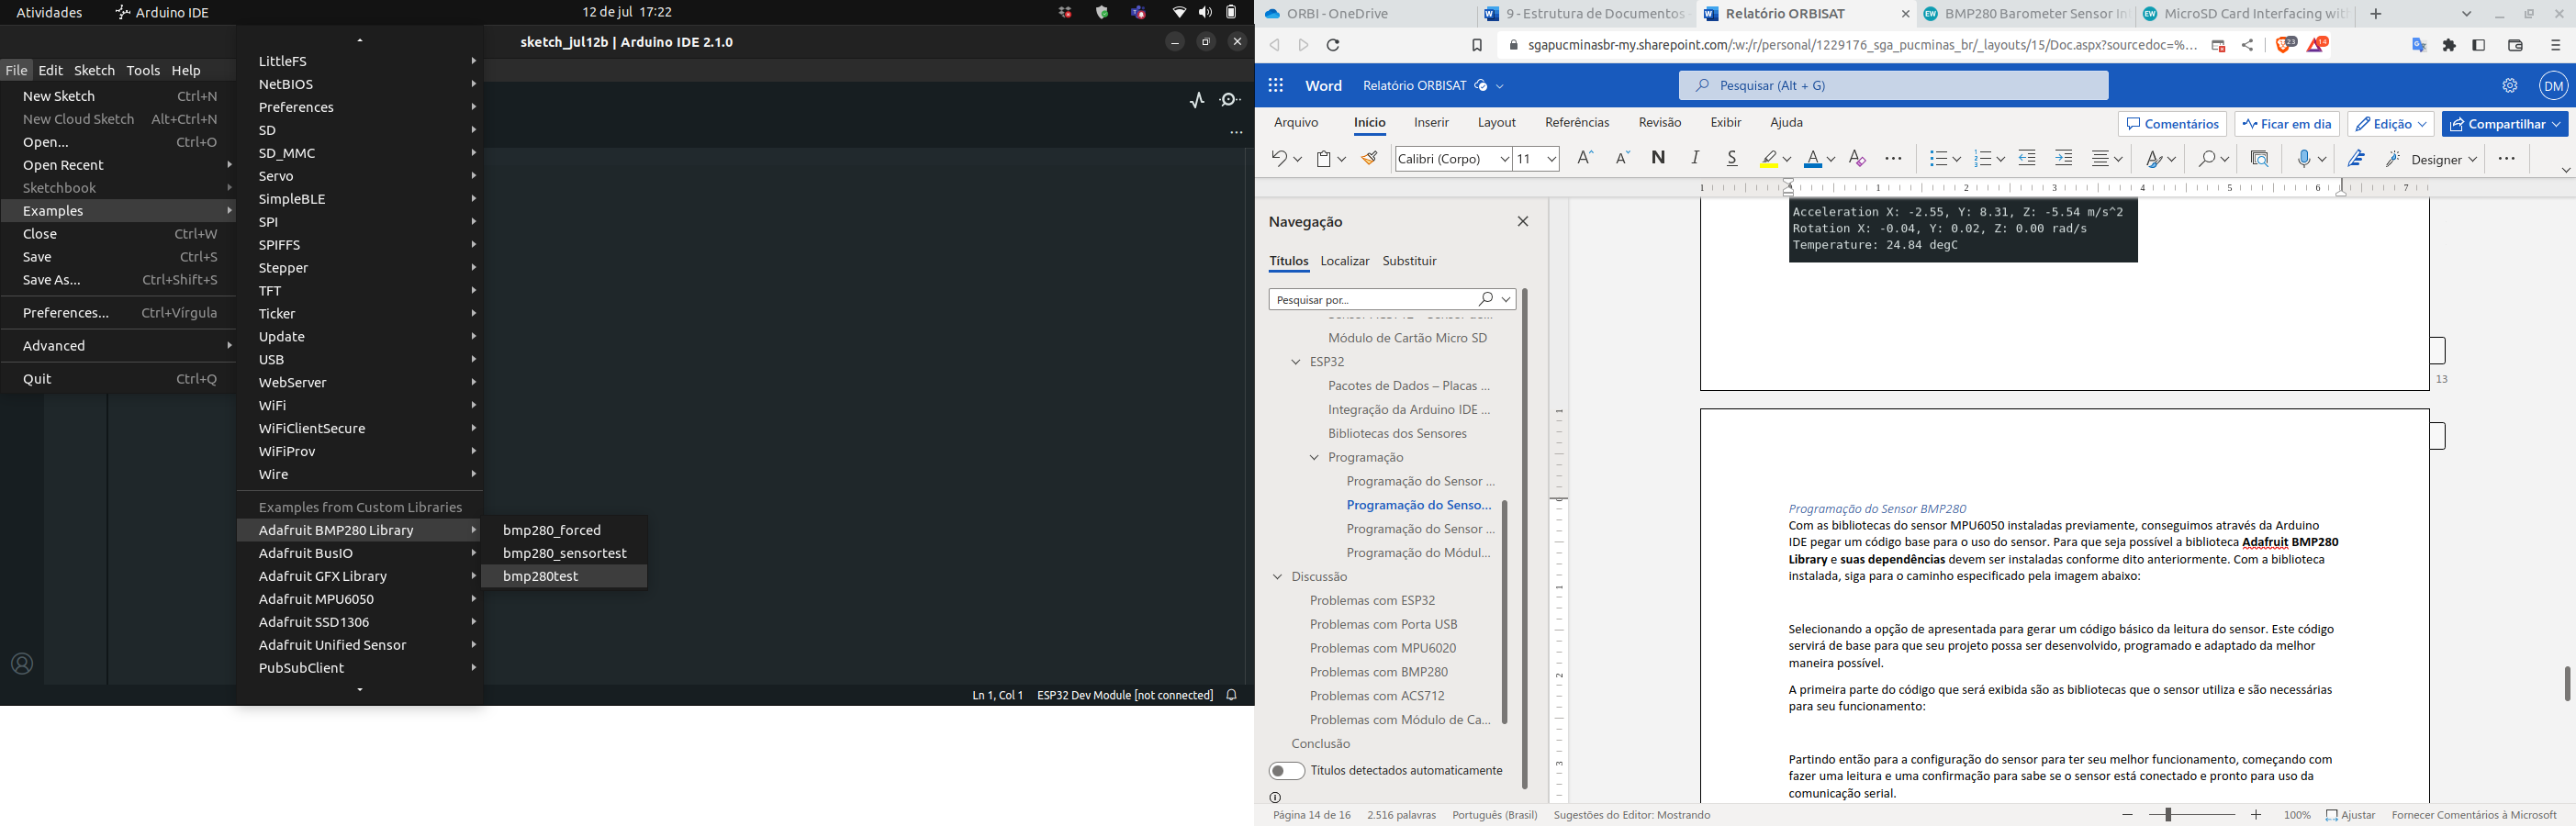 Atividades
Arduino IDE
12 de jul 17:22
sketch_jul12b | Arduino IDE 2.1.0
File Edit Sketch Tools Help
New Sketch Ctrl+N
New Cloud Sketch Alt+Ctrl+N
Open... Ctrl+O
Open Recent
Sketchbook
Examples
Close Ctrl+W
Save Ctrl+S
Save As... Ctrl+Shift+S
Preferences... Ctrl+Vírgula
Advanced
Quit Ctrl+Q
LittleFS
NetBIOS
Preferences
SD
SD_MMC
Servo
SimpleBLE
SPI
SPIFFS
Stepper
TFT
Ticker
Update
USB
WebServer
WiFi
WiFiClientSecure
WiFiProv
Wire
Examples from Custom Libraries
Adafruit BMP280 Library
Adafruit BusIO
Adafruit GFX Library
Adafruit MPU6050
Adafruit SSD1306
Adafruit Unified Sensor
PubSubClient
bmp280_forced
bmp280_sensortest
bmp280test
Ln 1, Col 1 ESP32 Dev Module [not connected]
ORBI - OneDrive
9 - Estrutura de Documentos
Relatório ORBISAT
BMP280 Barometer Sensor In
MicroSD Card Interfacing with
sgapucminasbr-my.sharepoint.com/:w:/r/personal/1229176_sga_pucminas_br/_layouts/15/Doc.aspx?sourcedoc=%...
23
14
Word
Relatório ORBISAT
Pesquisar (Alt + G)
DM
Arquivo Início Inserir Layout Referências Revisão Exibir Ajuda
Comentários
Ficar em dia
Edição
Compartilhar
Calibri (Corpo) 11
N I S
Designer
Navegação
Títulos Localizar Substituir
Pesquisar por...
Módulo de Cartão Micro SD
ESP32
Pacotes de Dados – Placas ...
Integração da Arduino IDE ...
Bibliotecas dos Sensores
Programação
Programação do Sensor ...
Programação do Senso...
Programação do Sensor ...
Programação do Módul...
Discussão
Problemas com ESP32
Problemas com Porta USB
Problemas com MPU6020
Problemas com BMP280
Problemas com ACS712
Problemas com Módulo de Ca...
Conclusão
Títulos detectados automaticamente
1 1 2 3 4 5 6 7
Acceleration X: -2.55, Y: 8.31, Z: -5.54 m/s^2
Rotation X: -0.04, Y: 0.02, Z: 0.00 rad/s
Temperature: 24.84 degC
13
Programação do Sensor BMP280
Com as bibliotecas do sensor MPU6050 instaladas previamente, conseguimos através da Arduino
IDE pegar um código base para o uso do sensor. Para que seja possível a biblioteca Adafruit BMP280
Library e suas dependências devem ser instaladas conforme dito anteriormente. Com a biblioteca
instalada, siga para o caminho especificado pela imagem abaixo:
Selecionando a opção de apresentada para gerar um código básico da leitura do sensor. Este código
servirá de base para que seu projeto possa ser desenvolvido, programado e adaptado da melhor
maneira possível.
A primeira parte do código que será exibida são as bibliotecas que o sensor utiliza e são necessárias
para seu funcionamento:
Partindo então para a configuração do sensor para ter seu melhor funcionamento, começando com
fazer uma leitura e uma confirmação para sabe se o sensor está conectado e pronto para uso da
comunicação serial.
Página 14 de 16 2.516 palavras Português (Brasil) Sugestões do Editor: Mostrando
100% Ajustar Fornecer Comentários à Microsoft